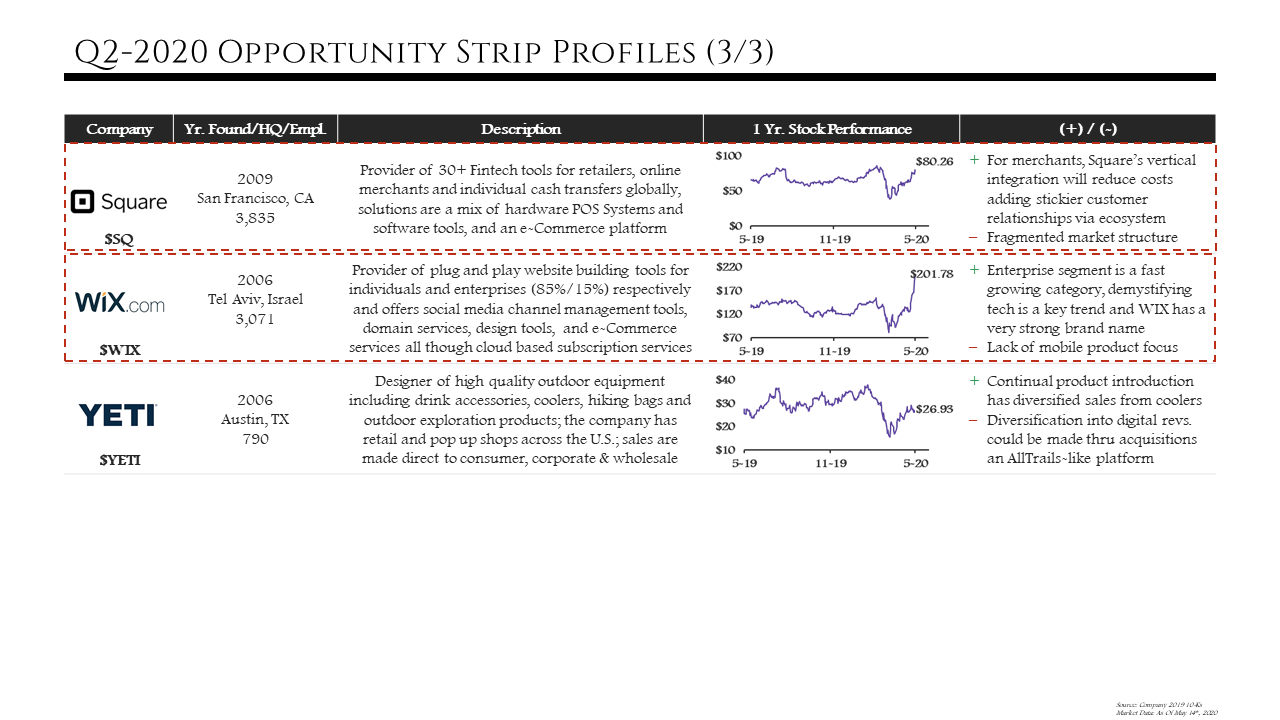 Q2-2020 Opportunity Strip Profiles (3/3)
Company Yr. Found/HQ/Empl. Description 1 Yr. Stock Performance (+) / (-)
Square
$SQ
2009
San Francisco, CA
3,835
Provider of 30+ Fintech tools for retailers, online
merchants and individual cash transfers globally,
solutions are a mix of hardware POS Systems and
software tools, and an e-Commerce platform
$100
$50
$0
$80.26
5-19 11-19 5-20
+ For merchants, Square's vertical
integration will reduce costs
adding stickier customer
relationships via ecosystem
– Fragmented market structure
WiX.com
$WIX
2006
Tel Aviv, Israel
3,071
Provider of plug and play website building tools for
individuals and enterprises (85%/15%) respectively
and offers social media channel management tools,
domain services, design tools, and e-Commerce
services all though cloud based subscription services
$220
$170
$120
$70
$201.78
5-19 11-19 5-20
+ Enterprise segment is a fast
growing category, demystifying
tech is a key trend and WIX has a
very strong brand name
– Lack of mobile product focus
YETI
$YETI
2006
Austin, TX
790
Designer of high quality outdoor equipment
including drink accessories, coolers, hiking bags and
outdoor exploration products; the company has
retail and pop up shops across the U.S.; sales are
made direct to consumer, corporate & wholesale
$40
$30
$20
$10
$26.93
5-19 11-19 5-20
+ Continual product introduction
has diversified sales from coolers
– Diversification into digital revs.
could be made thru acquisitions
an AllTrails-like platform
Source: Company 2019 10-Ks
Market Data: As Of May 14th, 2020